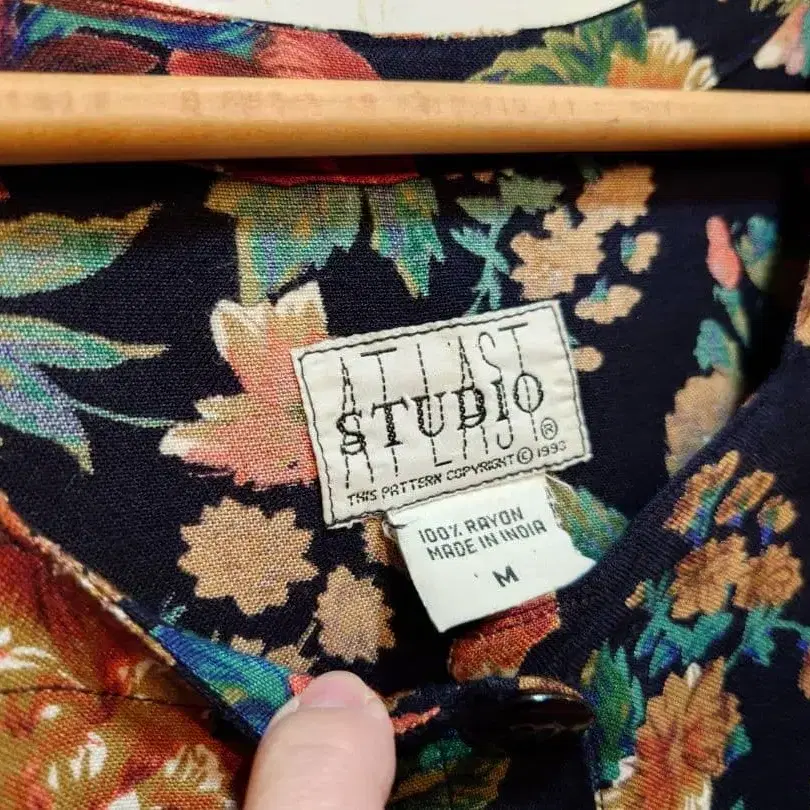 AT LAST
STUDIO
AT LAST ®
THIS PATTERN COPYRIGHT © 1993
100% RAYON
MADE IN INDIA
M